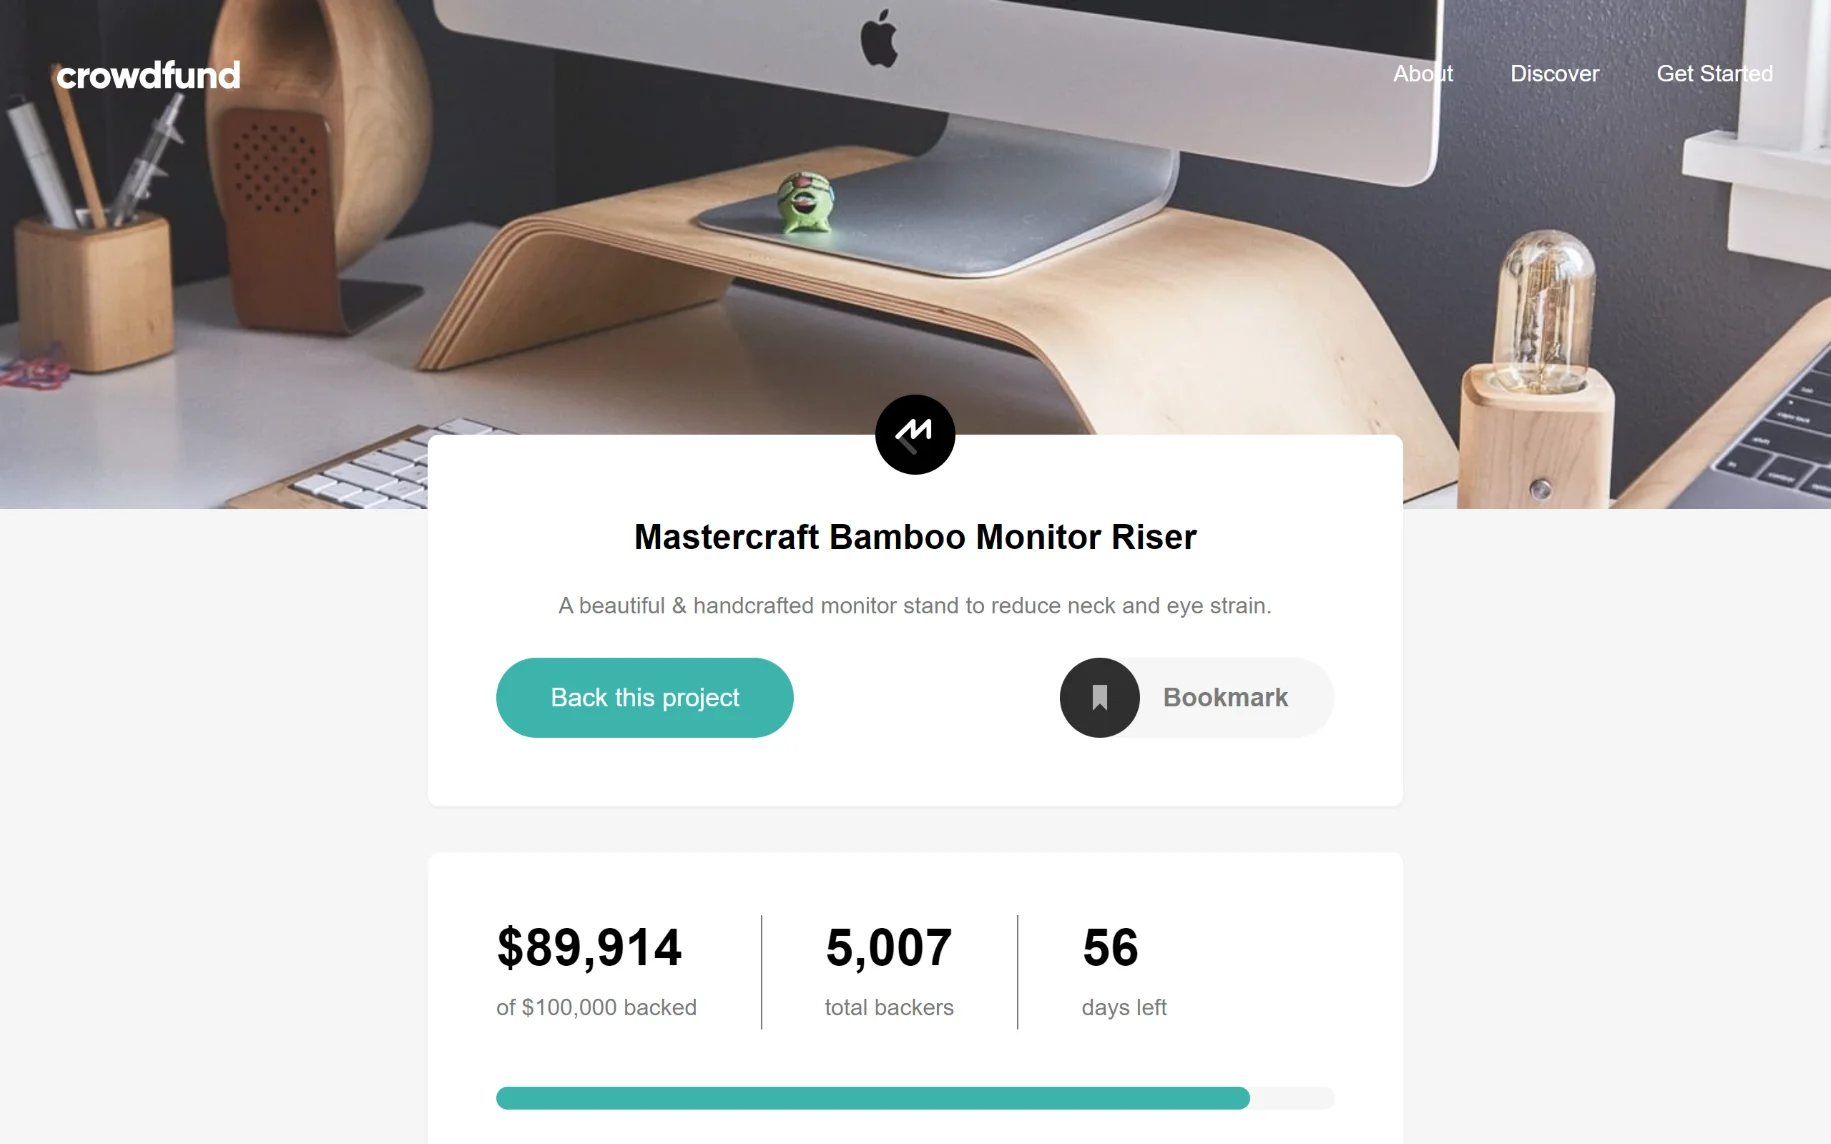 crowdfund
About Discover Get Started
Mastercraft Bamboo Monitor Riser
A beautiful & handcrafted monitor stand to reduce neck and eye strain.
Back this project
Bookmark
$89,914 5,007 56
of $100,000 backed total backers days left